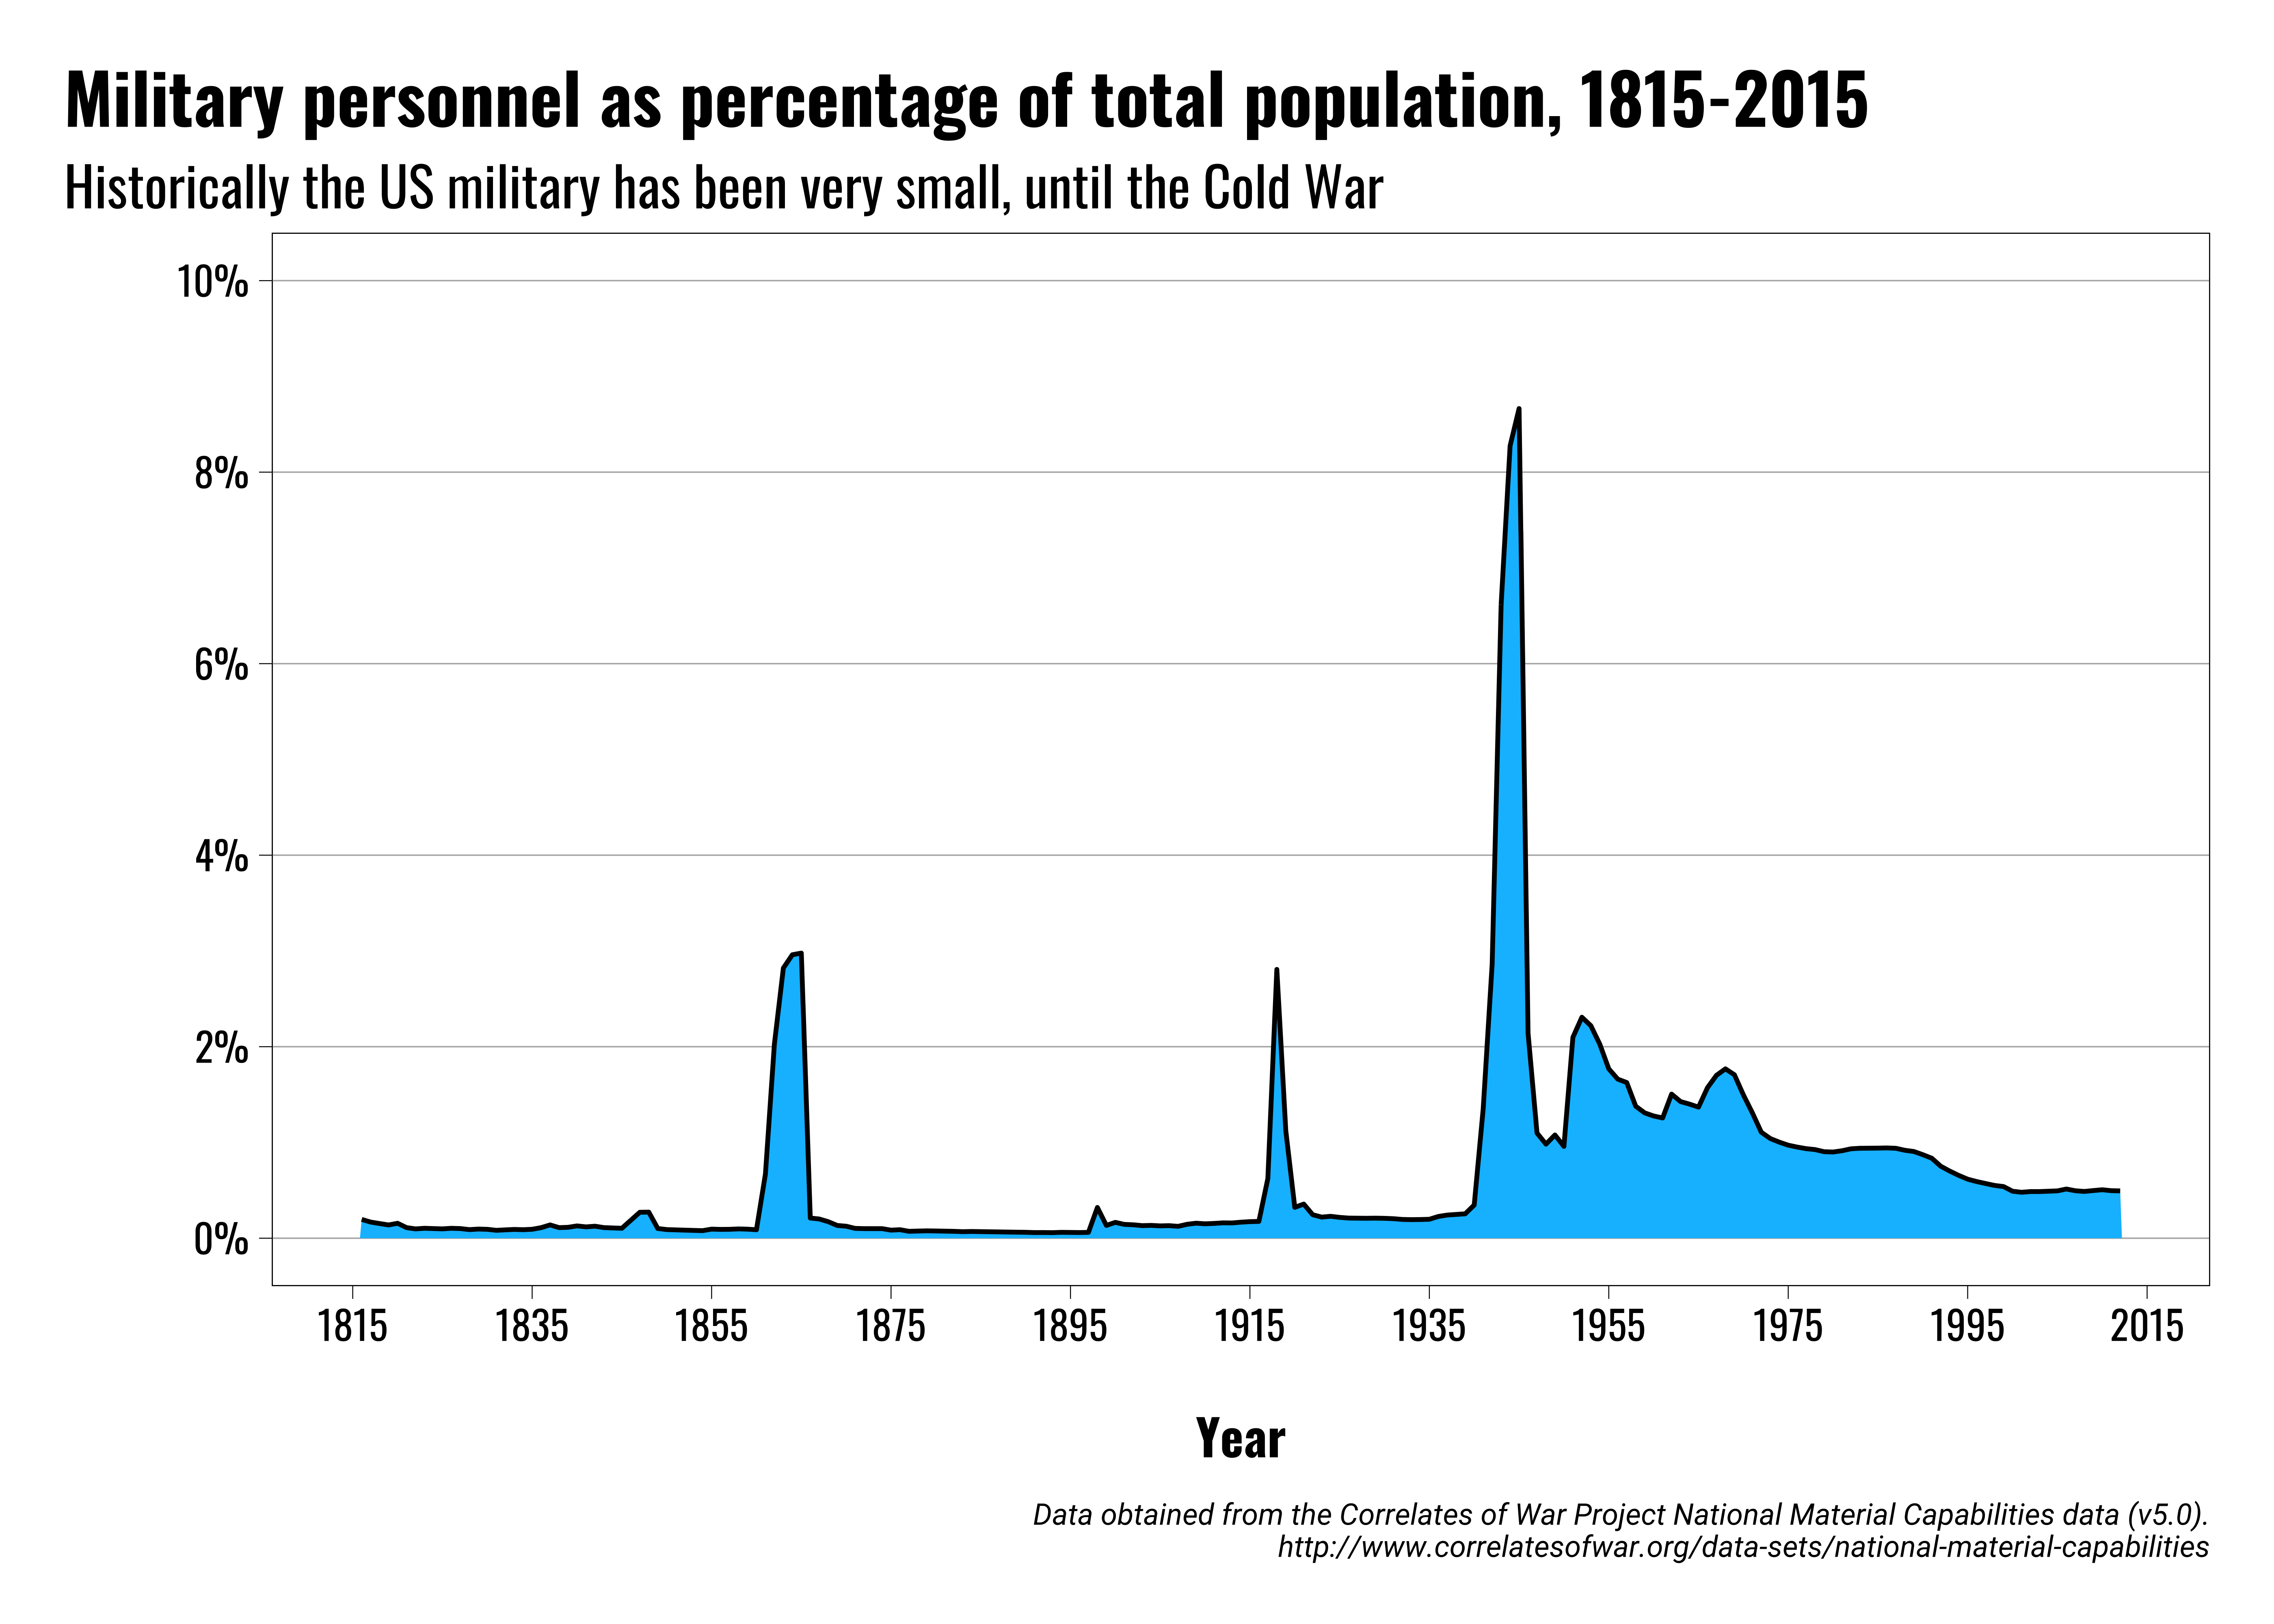 Military personnel as percentage of total population, 1815-2015
Historically the US military has been very small, until the Cold War
10%
8%
6%
4%
2%
0%
1815 1835 1855 1875 1895 1915 1935 1955 1975 1995 2015
Year
Data obtained from the Correlates of War Project National Material Capabilities data (v5.0).
http://www.correlatesofwar.org/data-sets/national-material-capabilities